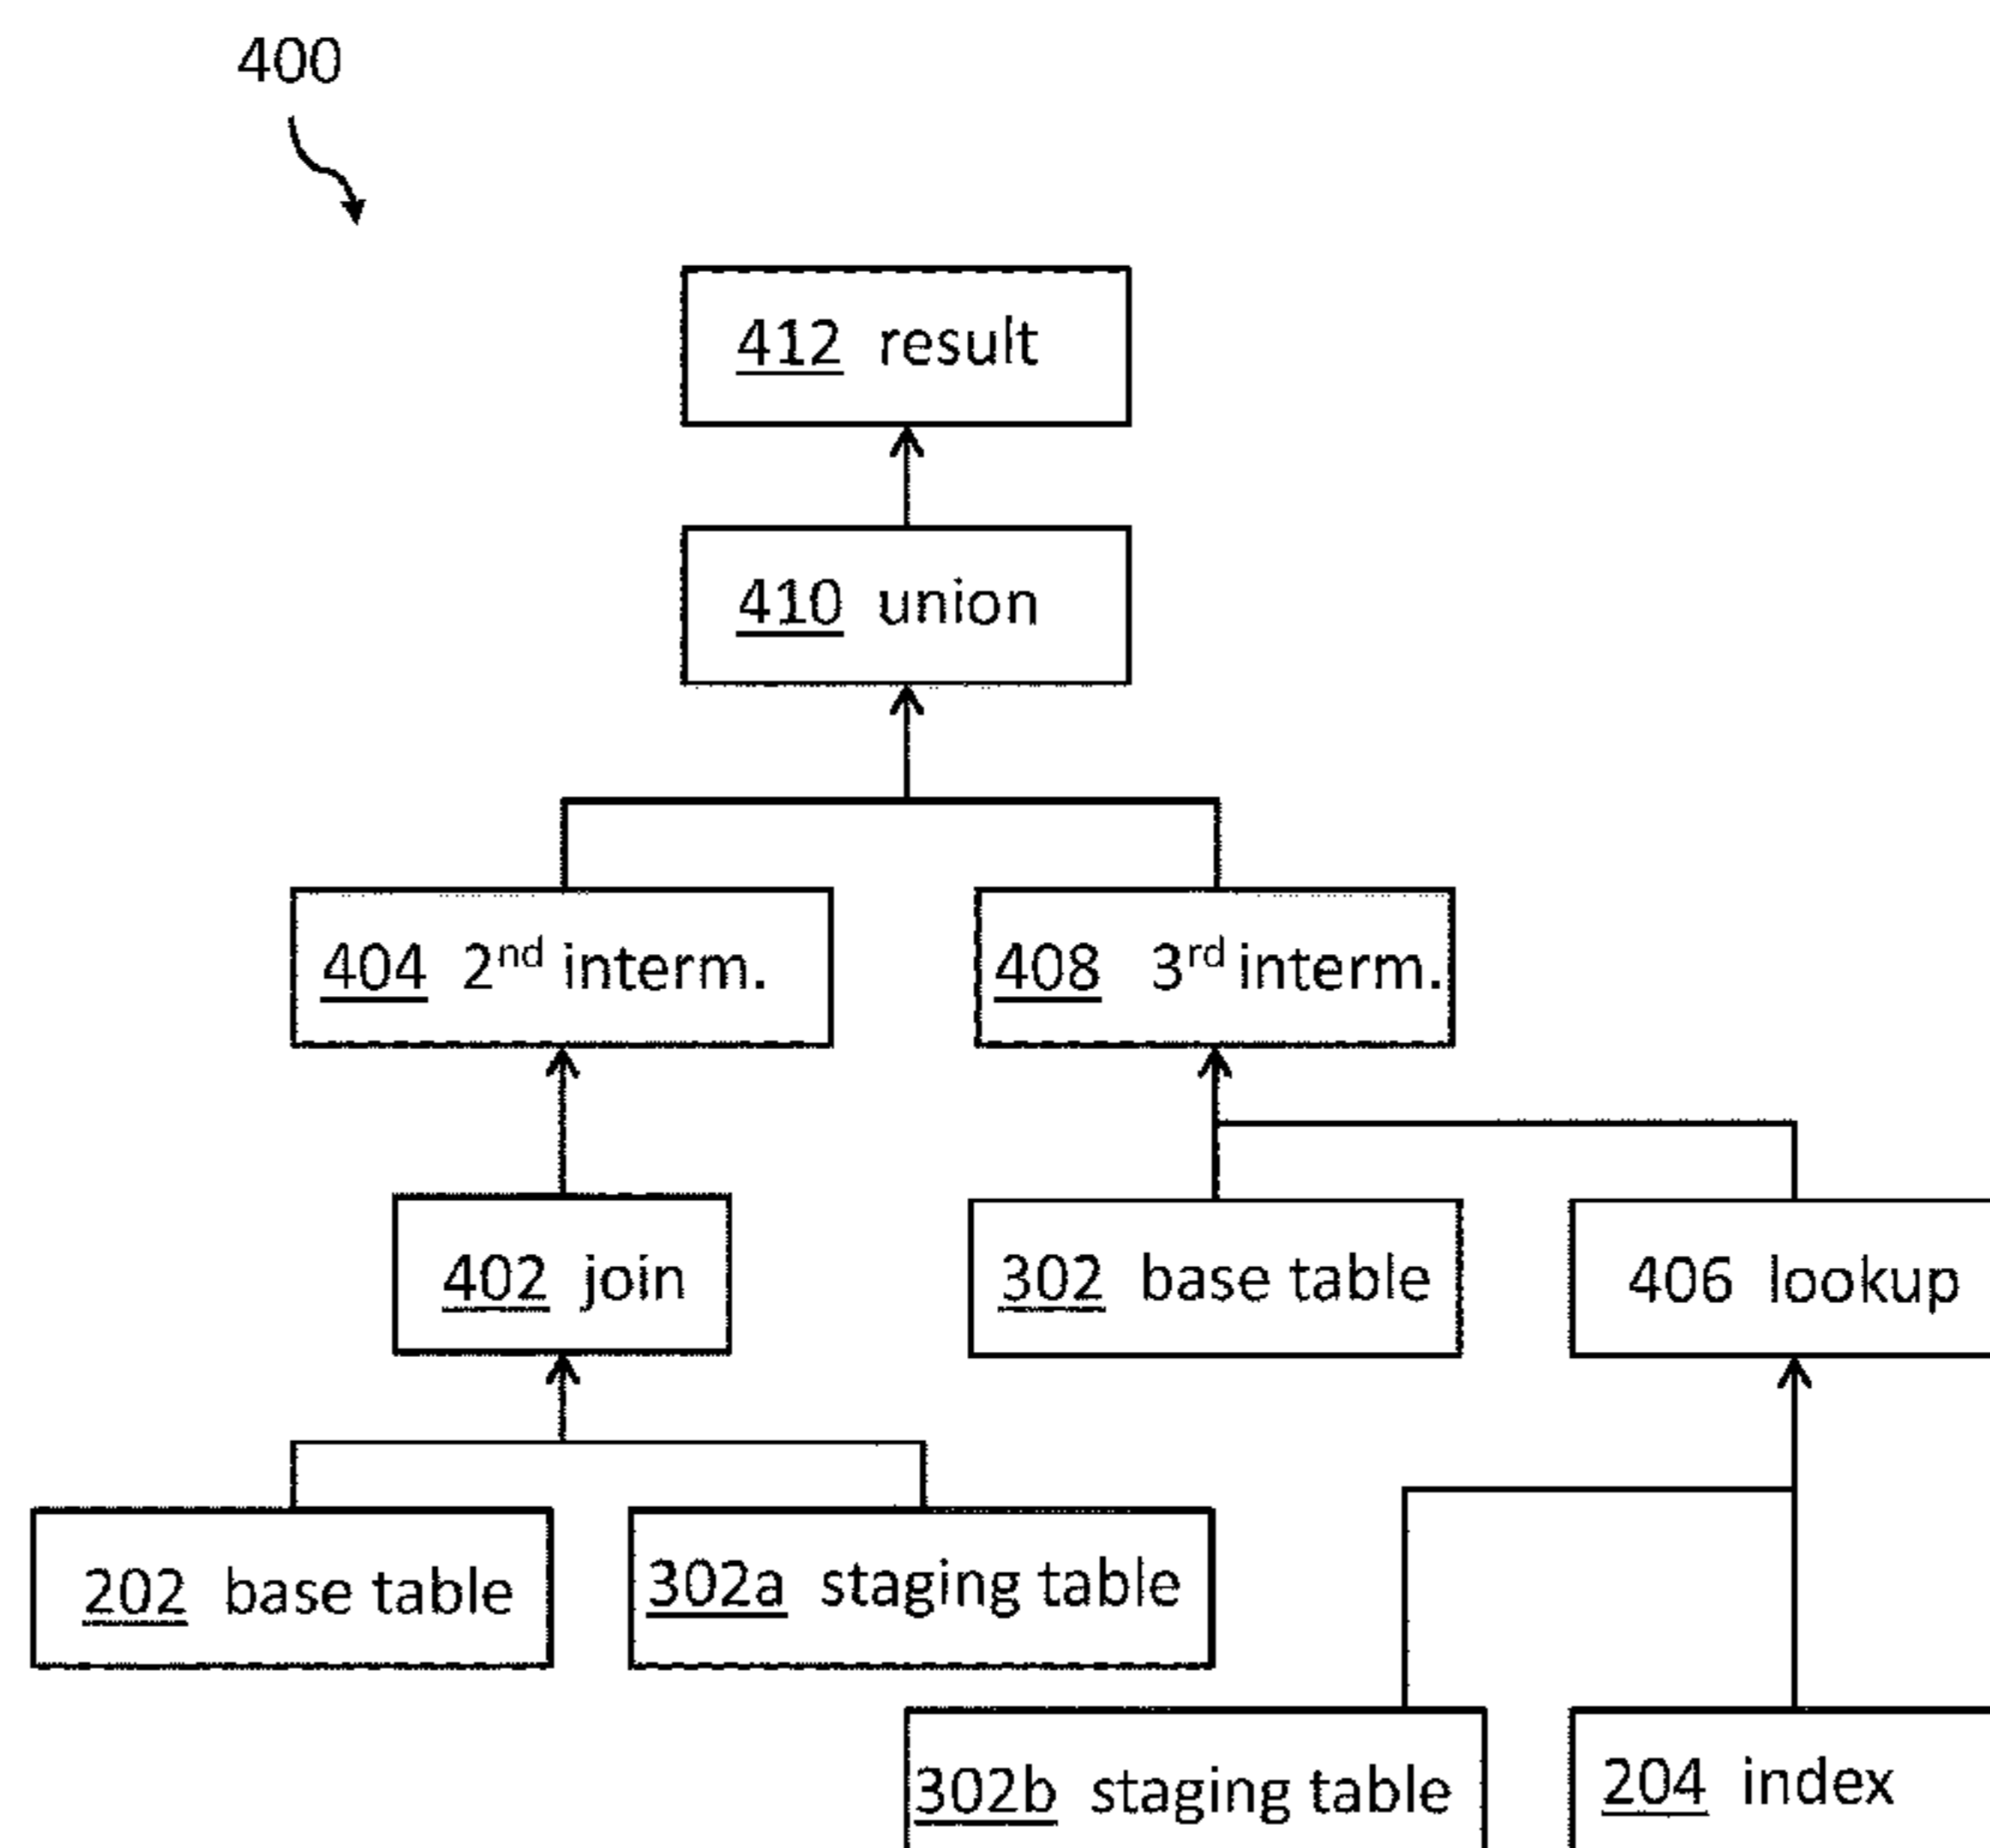 400
412 result
410 union
404 2nd interm.
408 3rd interm.
402 join
302 base table
406 lookup
202 base table
302a staging table
302b staging table
204 index